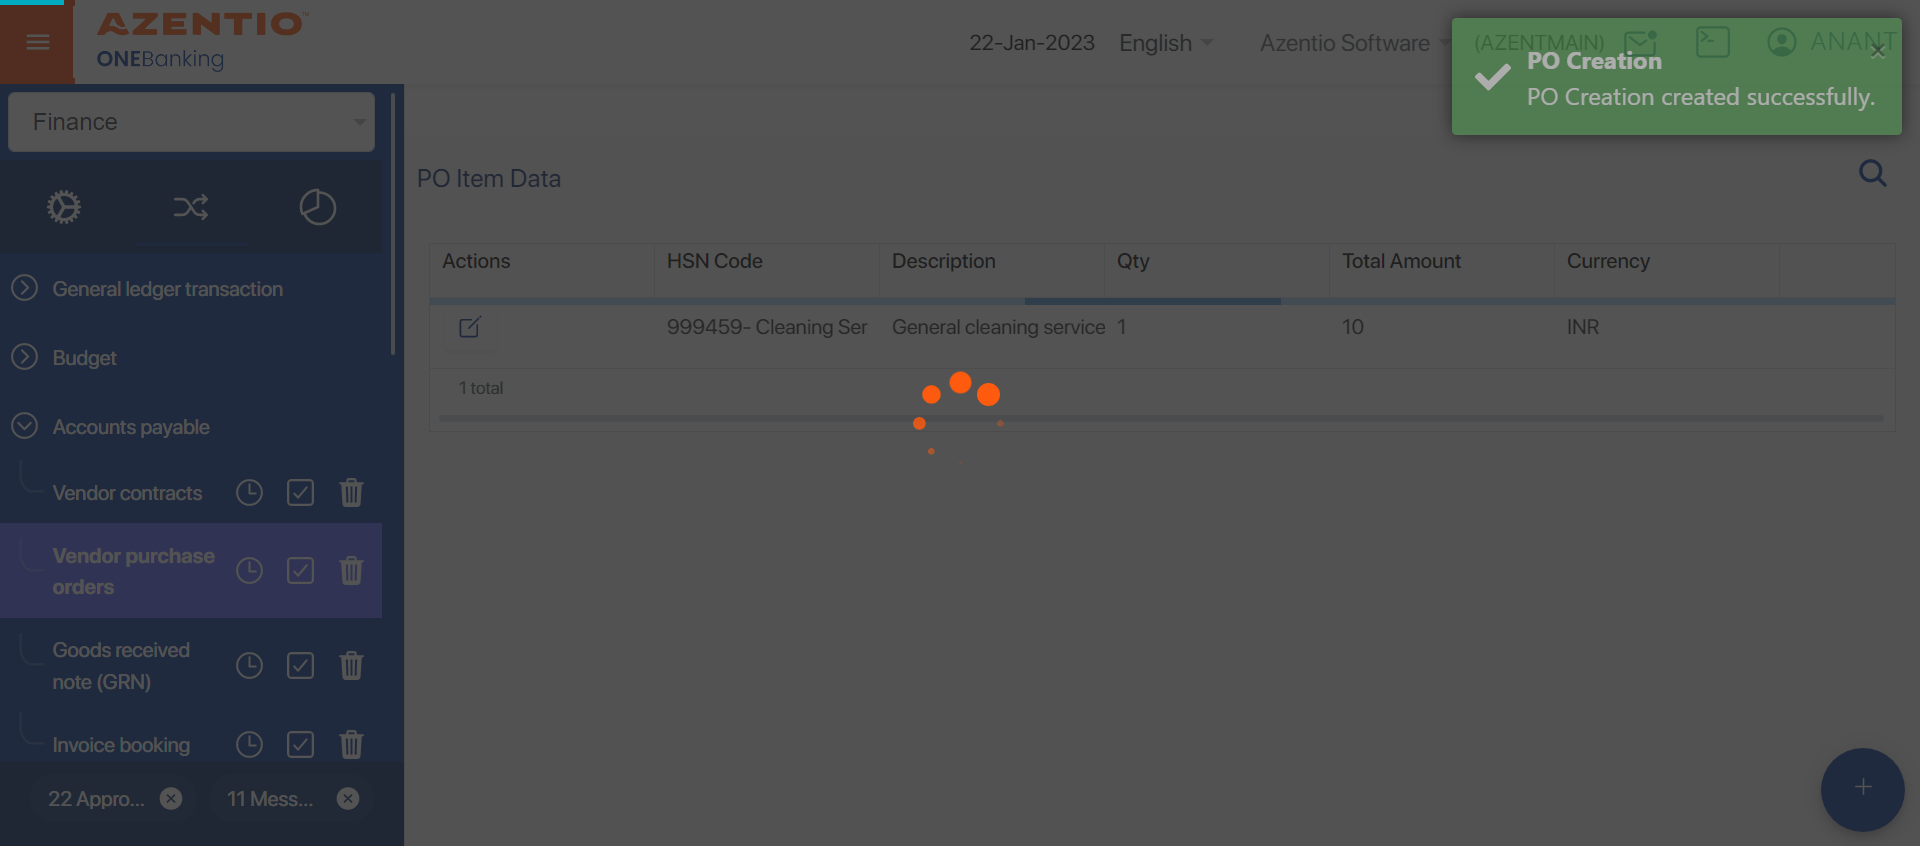 AZENTIO™
ONEBanking
22-Jan-2023
English
Azentio Software
(AZENTMAIN)
ANANT
PO Creation
PO Creation created successfully.
Finance
General ledger transaction
Budget
Accounts payable
Vendor contracts
Vendor purchase
orders
Goods received
note (GRN)
Invoice booking
22 Appro...
11 Mess...
PO Item Data
Actions HSN Code Description Qty Total Amount Currency
999459- Cleaning Ser General cleaning service 1 10 INR
1 total